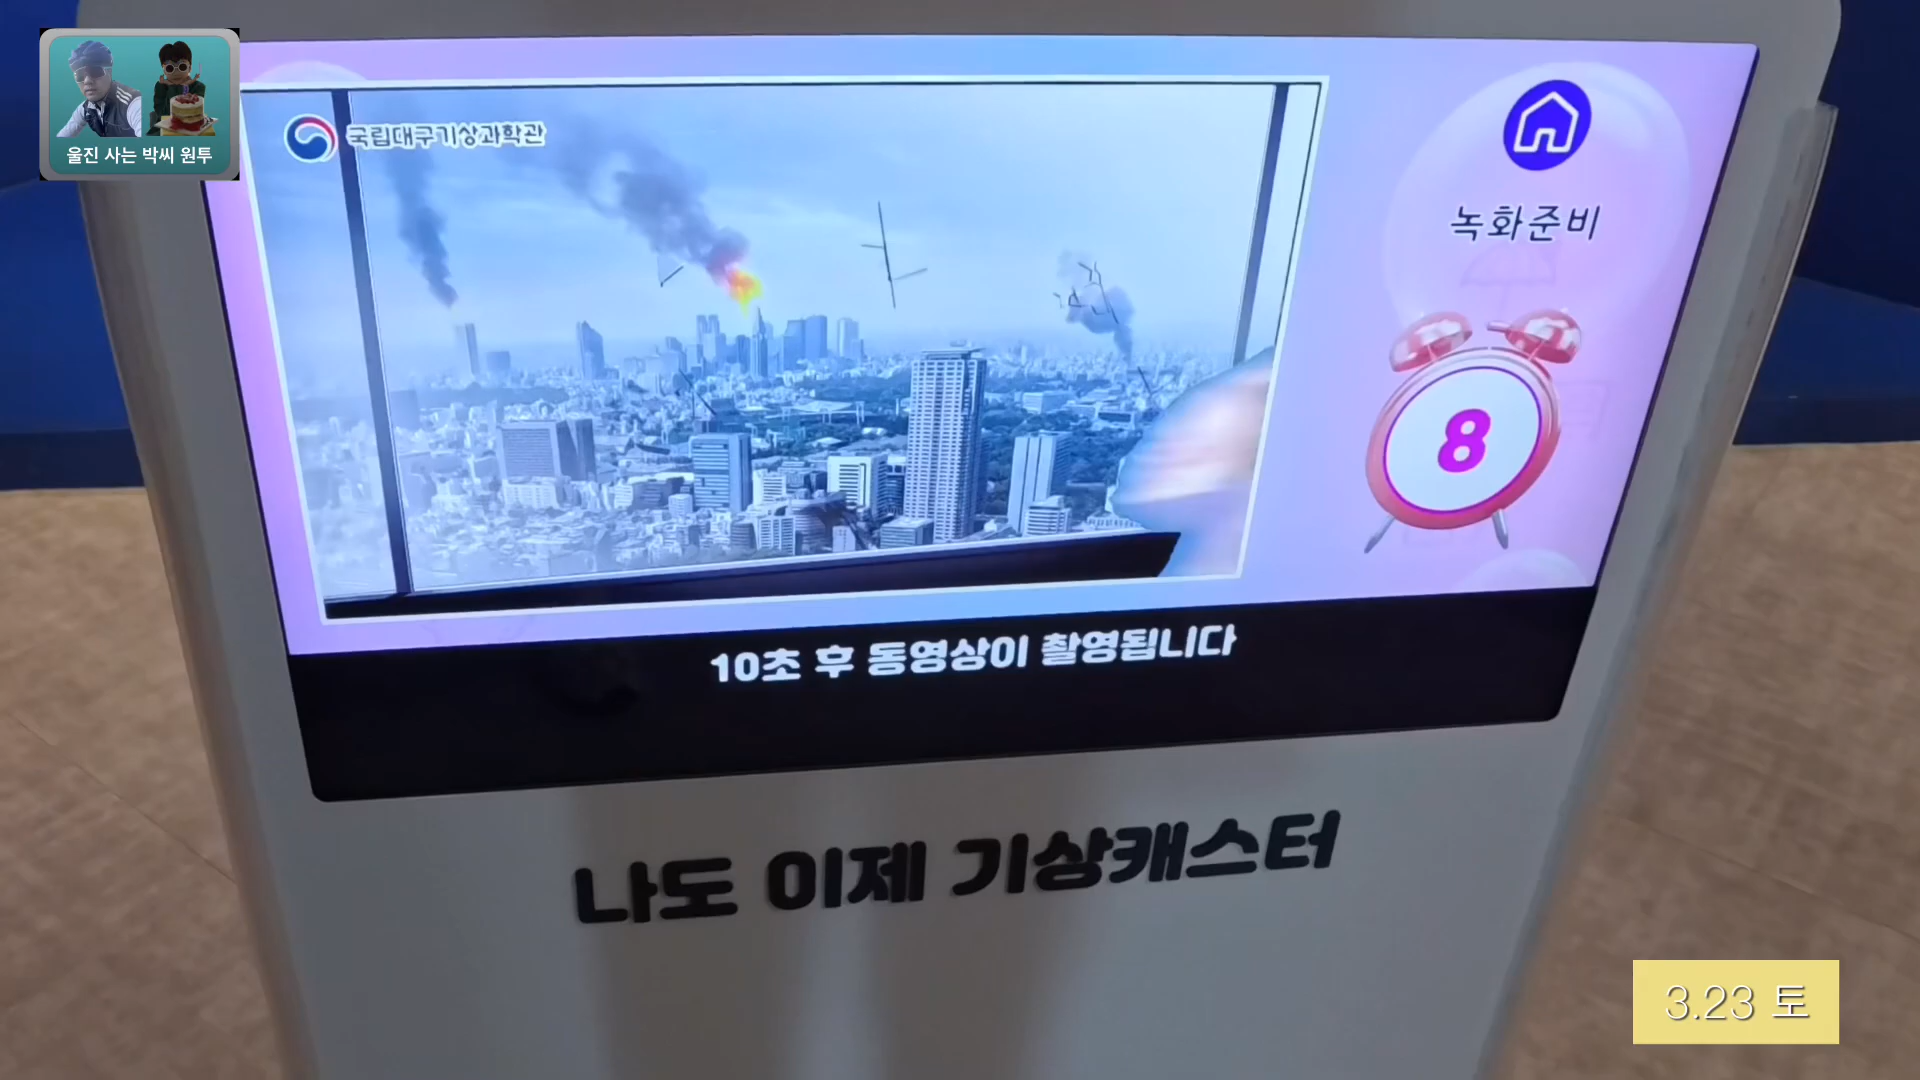 울진 사는 박씨 원투
국립대구기상과학관
녹화준비
8
10초 후 동영상이 촬영됩니다
나도 이제 기상캐스터
3.23 토